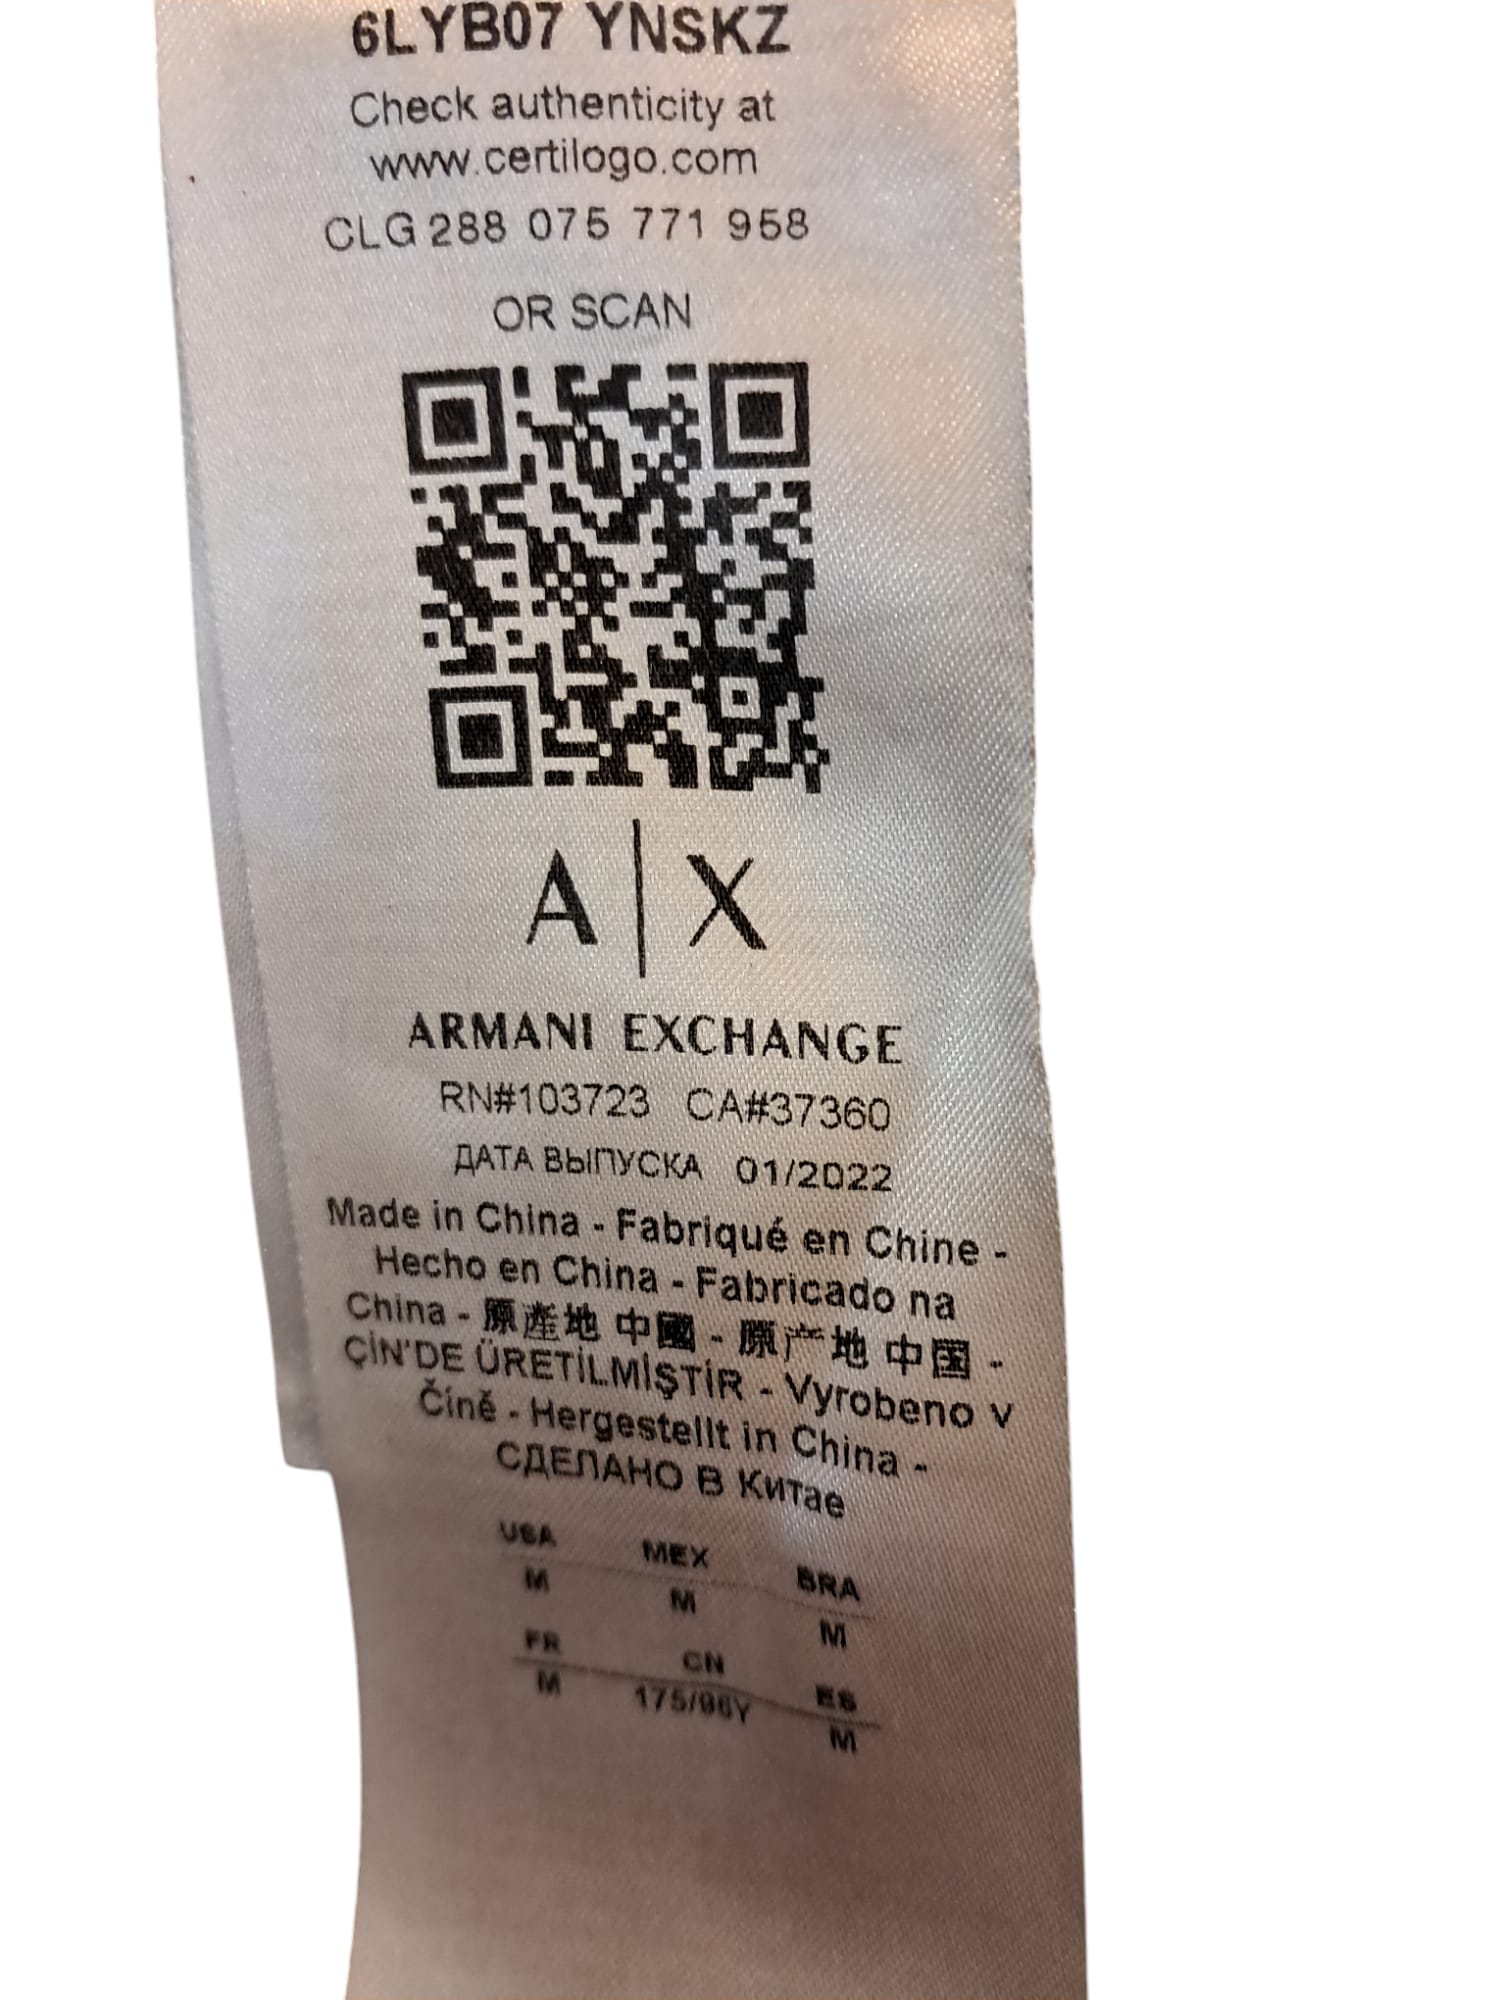 6LYB07 YNSKZ
Check authenticity at
www.certilogo.com
CLG 288 075 771 958
OR SCAN
A|X
ARMANI EXCHANGE
RN#103723 CA#37360
ДАТА ВЫПУСКА 01/2022
Made in China - Fabriqué en Chine -
Hecho en China - Fabricado na
China - 原產地 中國 - 原产地 中国 -
ÇİN'DE ÜRETİLMİŞTİR - Vyrobeno v
Číně - Hergestellt in China -
СДЕЛАНО В Китае
USA MEX BRA
M M M
FR CN ES
M 175/96Y M